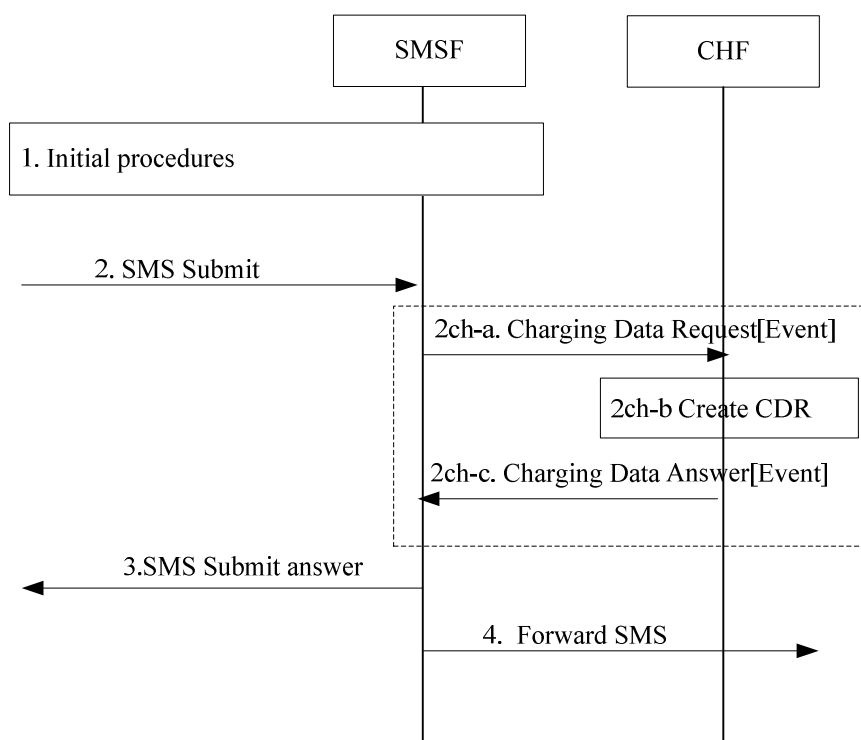 SMSF
CHF
1. Initial procedures
2. SMS Submit
2ch-a. Charging Data Request[Event]
2ch-b Create CDR
2ch-c. Charging Data Answer[Event]
3.SMS Submit answer
4. Forward SMS